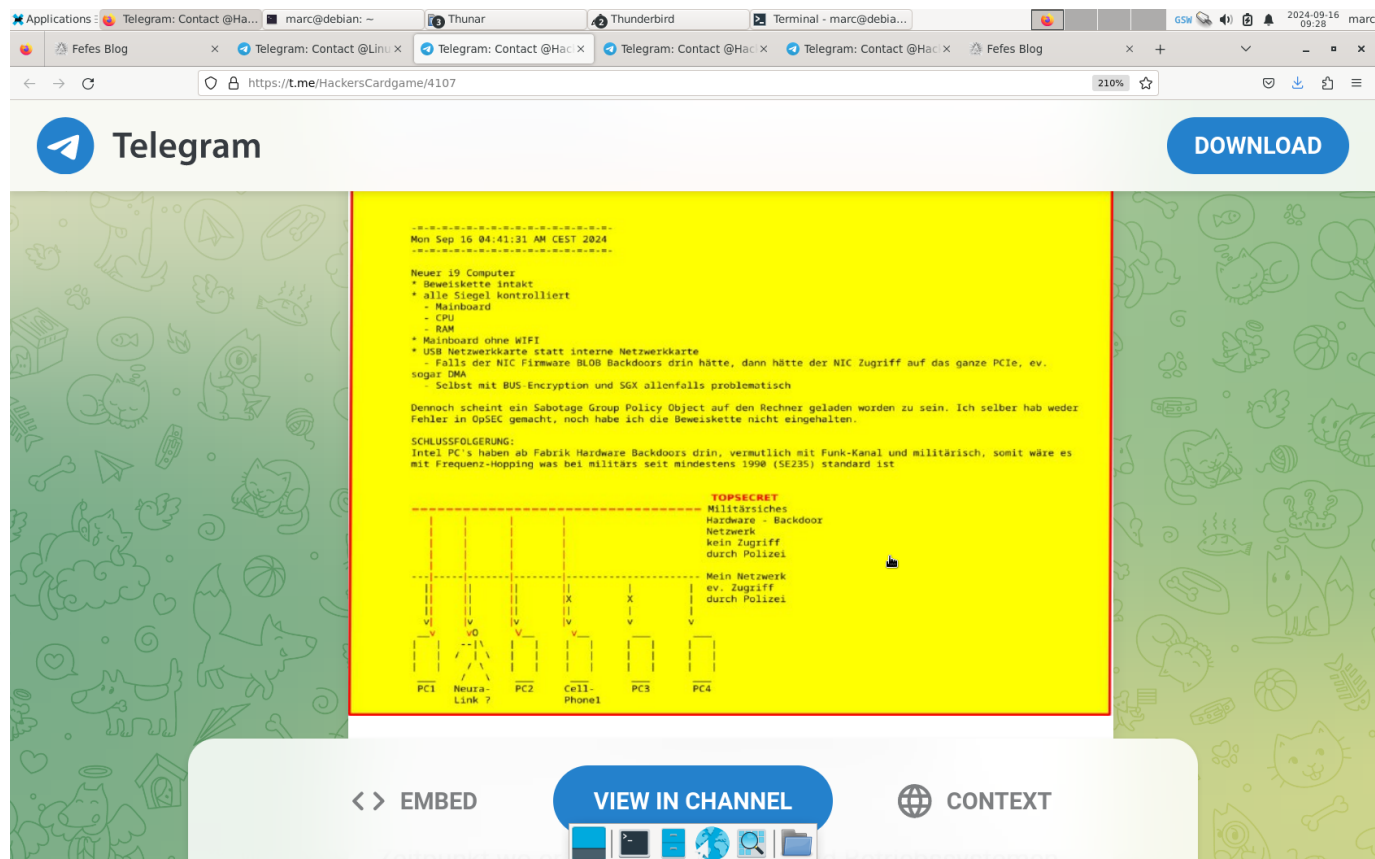 Applications
Telegram: Contact @Ha...
marc@debian: ~
3 Thunar
2 Thunderbird
Terminal - marc@debia...
GSW
2024-09-16
09:28
marc
Fefes Blog
Telegram: Contact @Linu
Telegram: Contact @Hac
Telegram: Contact @Hac
Telegram: Contact @Hac
Fefes Blog
https://t.me/HackersCardgame/4107
210%
Telegram
DOWNLOAD
-=-=-=-=-=-=-=-=-=-=-=-=-=-=-=-=-
Mon Sep 16 04:41:31 AM CEST 2024
-=-=-=-=-=-=-=-=-=-=-=-=-=-=-=-=-
Neuer i9 Computer
* Beweiskette intakt
* alle Siegel kontrolliert
- Mainboard
- CPU
- RAM
* Mainboard ohne WIFI
* USB Netzwerkkarte statt interne Netzwerkkarte
- Falls der NIC Firmware BLOB Backdoors drin hätte, dann hätte der NIC Zugriff auf das ganze PCIe, ev.
sogar DMA
- Selbst mit BUS-Encryption und SGX allenfalls problematisch
Dennoch scheint ein Sabotage Group Policy Object auf den Rechner geladen worden zu sein. Ich selber hab weder
Fehler in OpSEC gemacht, noch habe ich die Beweiskette nicht eingehalten.
SCHLUSSFOLGERUNG:
Intel PC's haben ab Fabrik Hardware Backdoors drin, vermutlich mit Funk-Kanal und militärisch, somit wäre es
mit Frequenz-Hopping was bei militärs seit mindestens 1990 (SE235) standard ist
TOPSECRET
Militärsiches
Hardware - Backdoor
Netzwerk
kein Zugriff
durch Polizei
Mein Netzwerk
ev. Zugriff
durch Polizei
PC1
Neura-
Link ?
PC2
Cell-
Phone1
PC3
PC4
EMBED
VIEW IN CHANNEL
CONTEXT